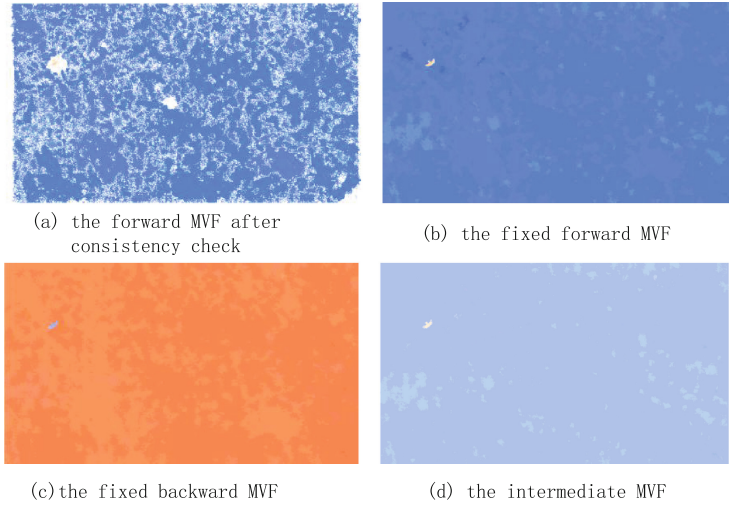 (a) the forward MVF after
consistency check
(b) the fixed forward MVF
(c)the fixed backward MVF
(d) the intermediate MVF